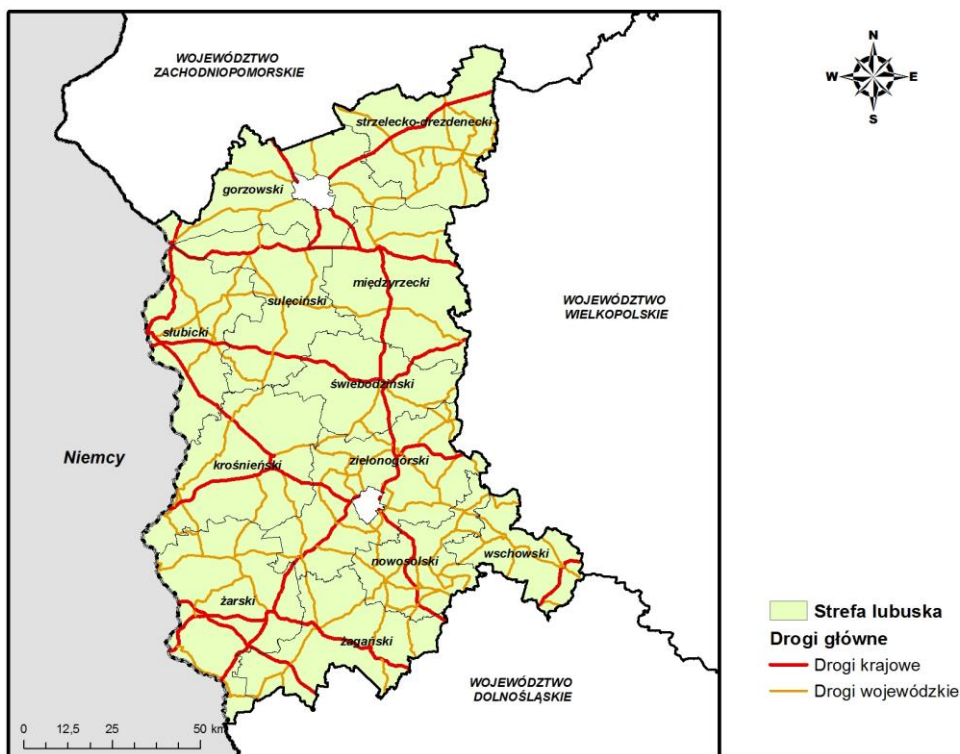 WOJEWÓDZTWO
ZACHODNIOPOMORSKIE
N
W
E
S
strzelecko-drezdenecki
gorzowski
międzyrzecki
sulęciński
WOJEWÓDZTWO
WIELKOPOLSKIE
słubicki
świebodziński
Niemcy
krośnieński
zielonogórski
wschowski
nowosolski
żarski
żagański
WOJEWÓDZTWO
DOLNOŚLĄSKIE
Strefa lubuska
Drogi główne
Drogi krajowe
Drogi wojewódzkie
0 12,5 25 50 km